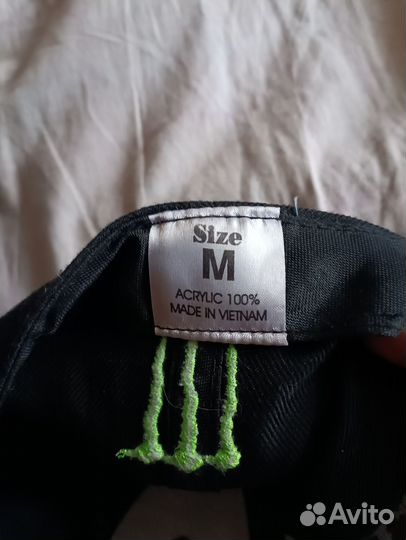 Size
M
ACRYLIC 100%
MADE IN VIETNAM
Avito